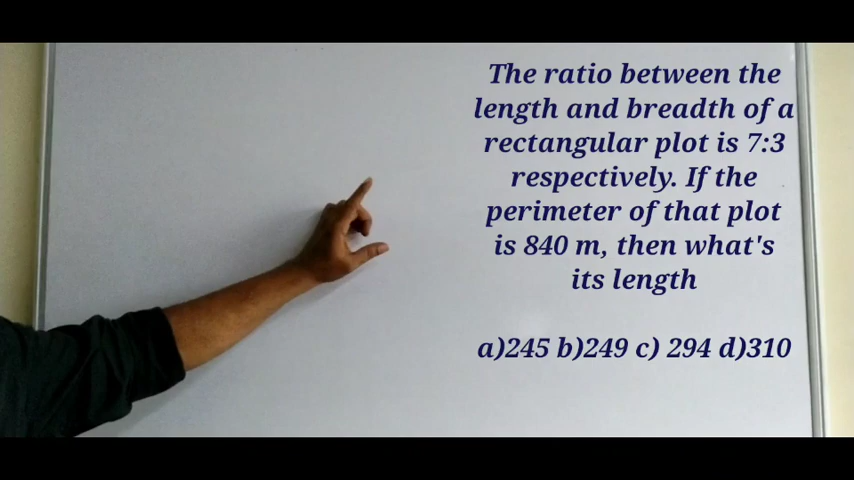 The ratio between the
length and breadth of a
rectangular plot is 7:3
respectively. If the
perimeter of that plot
is 840 m, then what's
its length
a)245 b)249 c) 294 d)310